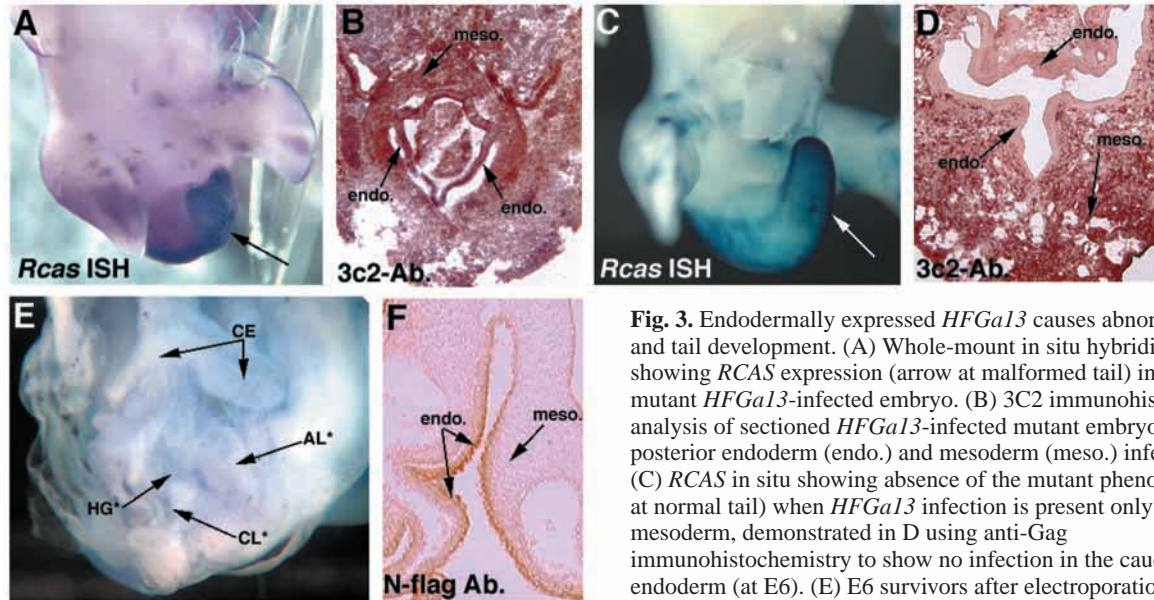 A
B
meso.
endo.
endo.
3c2-Ab.
Rcas ISH
C
Rcas ISH
D
endo.
endo.
meso.
3c2-Ab.
E
CE
AL*
HG*
CL*
F
endo.
meso.
N-flag Ab.
Fig. 3. Endodermally expressed HFGa13 causes abnor
and tail development. (A) Whole-mount in situ hybridi
showing RCAS expression (arrow at malformed tail) in
mutant HFGa13-infected embryo. (B) 3C2 immunohis
analysis of sectioned HFGa13-infected mutant embryo
posterior endoderm (endo.) and mesoderm (meso.) infe
(C) RCAS in situ showing absence of the mutant pheno
at normal tail) when HFGa13 infection is present only
mesoderm, demonstrated in D using anti-Gag
immunohistochemistry to show no infection in the cauc
endoderm (at E6). (E) E6 survivors after electroporatio